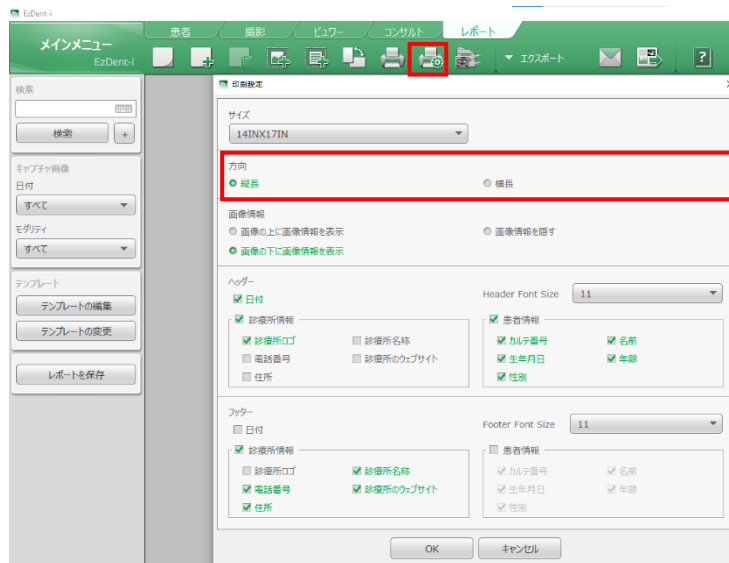 EzDent-i
メインメニュー
EzDent-i
患者 撮影 ビュワー コンサルト レポート
エクスポート
?
検索
検索 +
キャプチャ画像
日付
すべて
モダリティ
すべて
テンプレート
テンプレートの編集
テンプレートの変更
レポートを保存
印刷設定
サイズ
14INX17IN
方向
縦長 横長
画像情報
画像の上に画像情報を表示 画像情報を隠す
画像の下に画像情報を表示
ヘッダー
日付
Header Font Size 11
診療所情報
診療所ロゴ 診療所名称
電話番号 診療所のウェブサイト
住所
患者情報
カルテ番号 名前
生年月日 年齢
性別
フッター
日付
Footer Font Size 11
診療所情報
診療所ロゴ 診療所名称
電話番号 診療所のウェブサイト
住所
患者情報
カルテ番号 名前
生年月日 年齢
性別
OK キャンセル